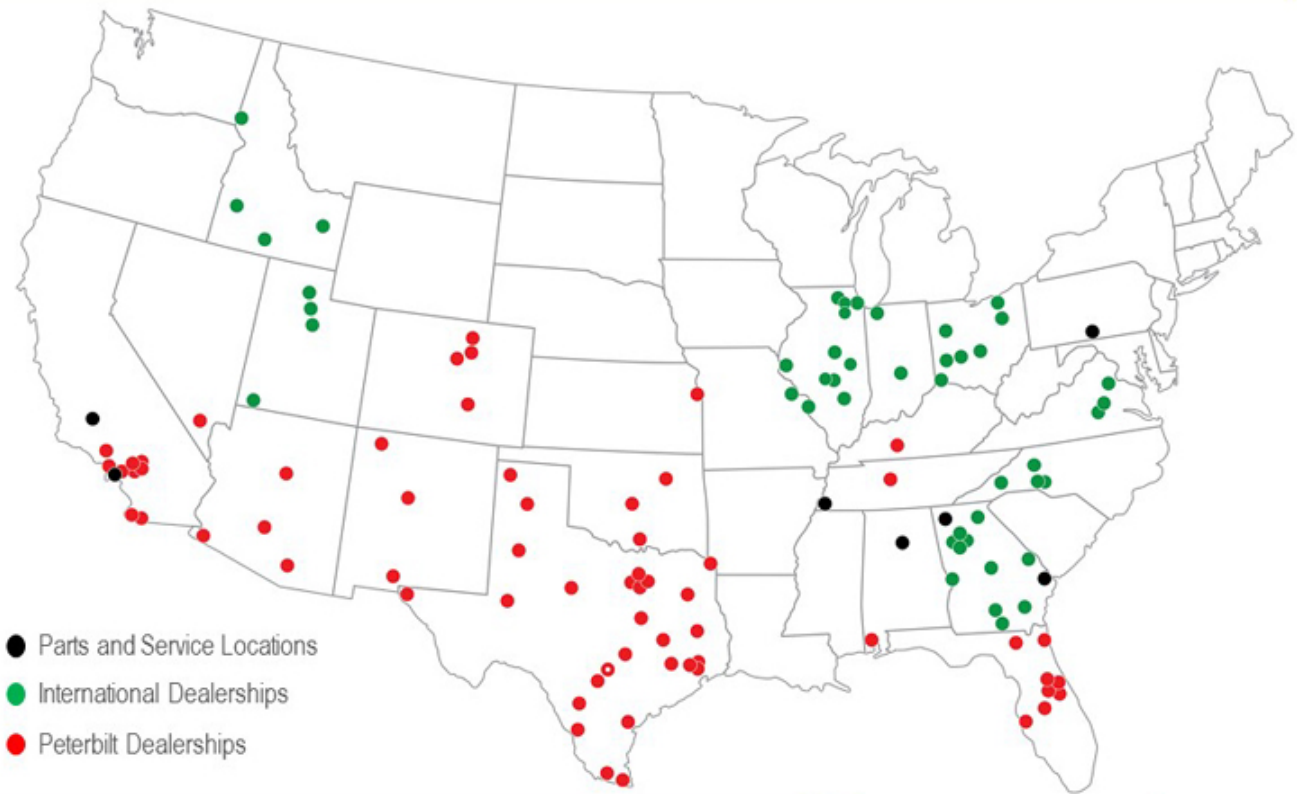 Parts and Service Locations
International Dealerships
Peterbilt Dealerships